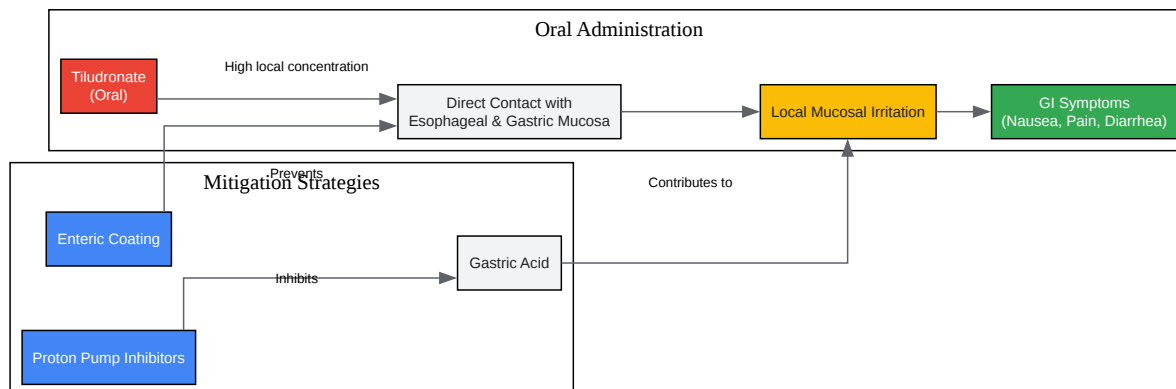 Oral Administration
Tiludronate
(Oral)
High local concentration
Direct Contact with
Esophageal & Gastric Mucosa
Local Mucosal Irritation
GI Symptoms
(Nausea, Pain, Diarrhea)
Prevents
Mitigation Strategies
Contributes to
Enteric Coating
Gastric Acid
Inhibits
Proton Pump Inhibitors